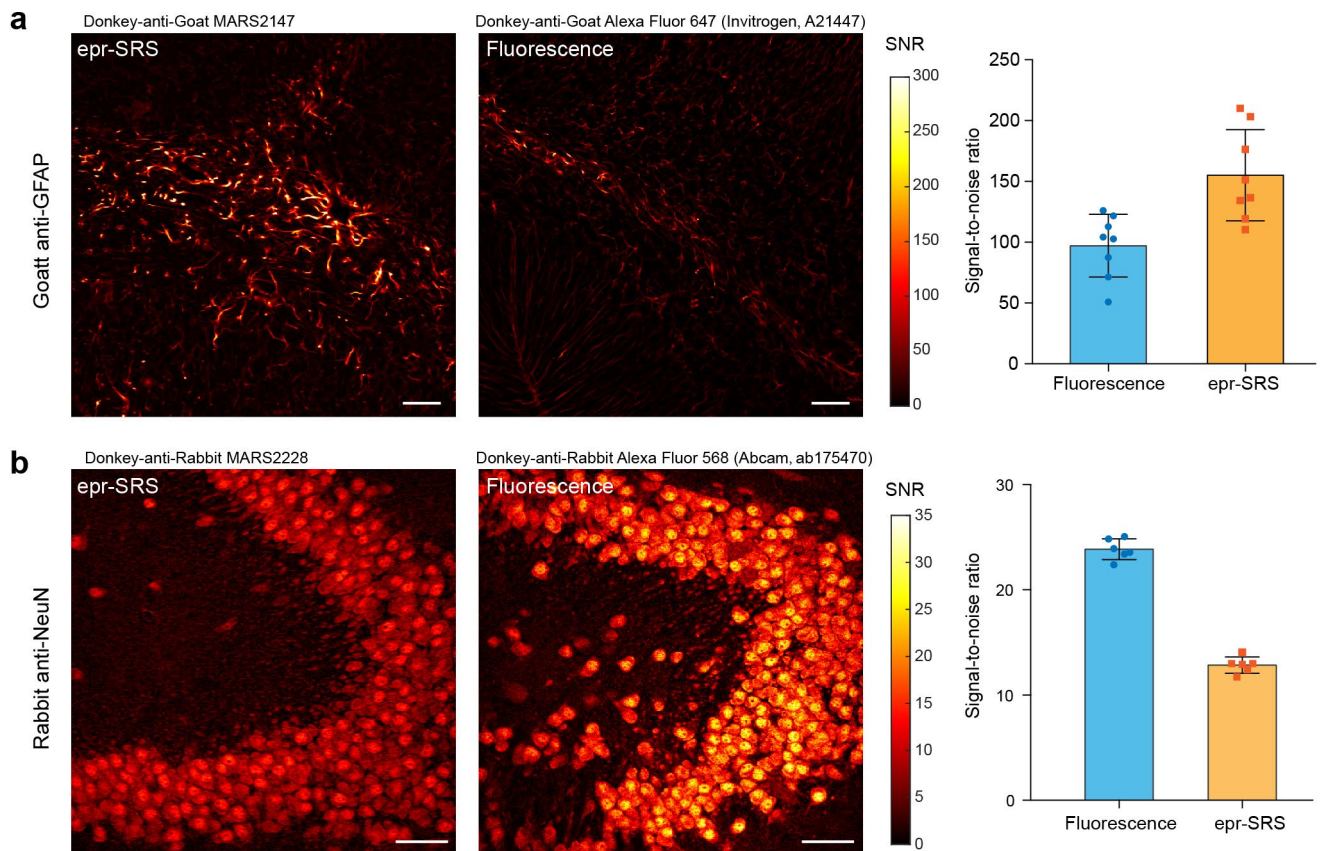 a
Donkey-anti-Goat MARS2147
Donkey-anti-Goat Alexa Fluor 647 (Invitrogen, A21447)
Goatt anti-GFAP
epr-SRS
Fluorescence
SNR
300
250
200
150
100
50
0
Signal-to-noise ratio
250
200
150
100
50
0
Fluorescence
epr-SRS
b
Donkey-anti-Rabbit MARS2228
Donkey-anti-Rabbit Alexa Fluor 568 (Abcam, ab175470)
Rabbit anti-NeuN
epr-SRS
Fluorescence
SNR
35
30
25
20
15
10
5
0
Signal-to-noise ratio
30
20
10
0
Fluorescence
epr-SRS